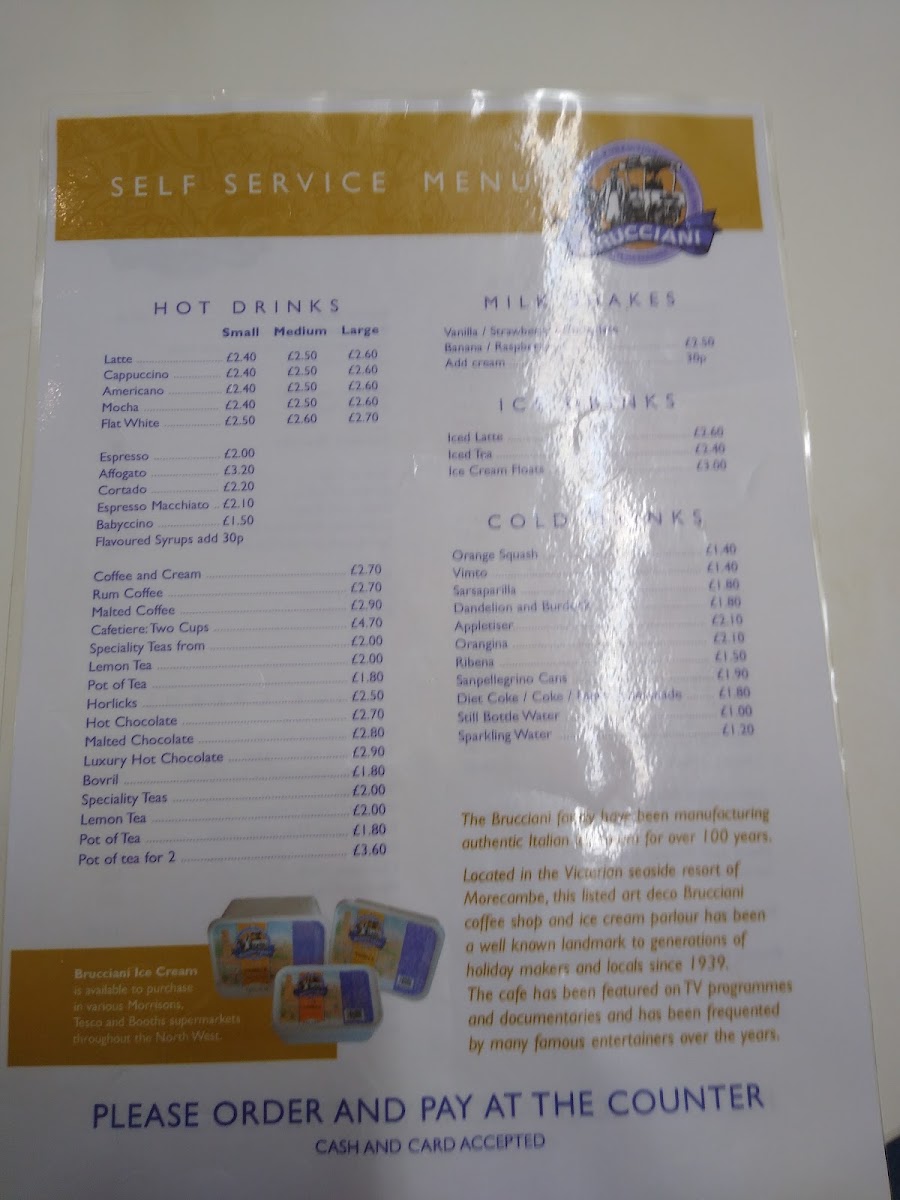 SELF SERVICE MENU
BRUCCIANI
HOT DRINKS
Small Medium Large
Latte £2.40 £2.50 £2.60
Cappuccino £2.40 £2.50 £2.60
Americano £2.40 £2.50 £2.60
Mocha £2.40 £2.50 £2.60
Flat White £2.50 £2.60 £2.70
Espresso £2.00
Affogato £3.20
Cortado £2.20
Espresso Macchiato £2.10
Babyccino £1.50
Flavoured Syrups add 30p
Coffee and Cream £2.70
Rum Coffee £2.70
Malted Coffee £2.90
Cafetiere: Two Cups £4.70
Speciality Teas from £2.00
Lemon Tea £2.00
Pot of Tea £1.80
Horlicks £2.50
Hot Chocolate £2.70
Malted Chocolate £2.80
Luxury Hot Chocolate £2.90
Bovril £1.80
Speciality Teas £2.00
Lemon Tea £2.00
Pot of Tea £1.80
Pot of tea for 2 £3.60
MILK SHAKES
Vanilla / Strawberry /
Banana / Raspberry
Add cream 30p
ICE DRINKS
Iced Latte
Iced Tea £2.40
Ice Cream Floats £3.00
COLD DRINKS
Orange Squash £1.40
Vimto £1.40
Sarsaparilla £1.80
Dandelion and Burdock £1.80
Appletiser £2.10
Orangina £2.10
Ribena £1.50
Sanpellegrino Cans £1.90
Diet Coke / Coke / Lemonade £1.80
Still Bottle Water £1.00
Sparkling Water £1.20
The Brucciani family have been manufacturing
authentic Italian ice cream for over 100 years.
Located in the Victorian seaside resort of
Morecambe, this listed art deco Brucciani
coffee shop and ice cream parlour has been
a well known landmark to generations of
holiday makers and locals since 1939.
The cafe has been featured on TV programmes
and documentaries and has been frequented
by many famous entertainers over the years.
Brucciani Ice Cream
is available to purchase
in various Morrisons,
Tesco and Booths supermarkets
throughout the North West.
PLEASE ORDER AND PAY AT THE COUNTER
CASH AND CARD ACCEPTED